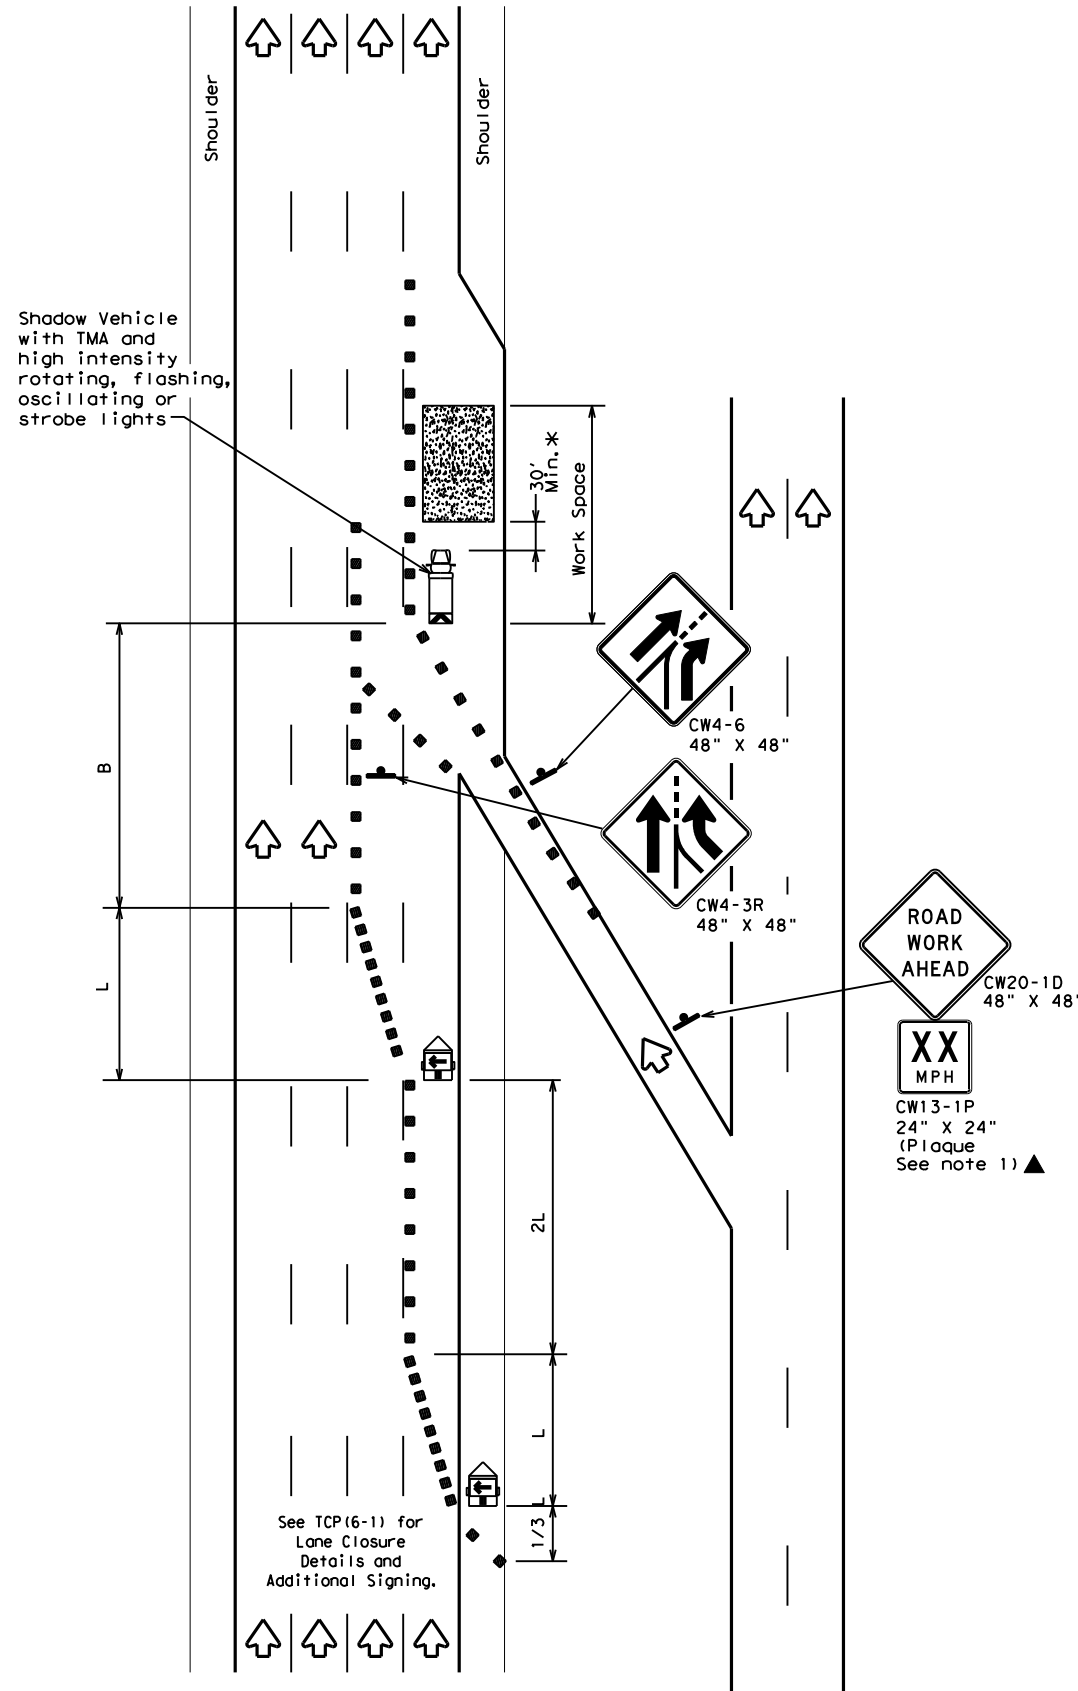 Shoulder
Shoulder
Shadow Vehicle
with TMA and
high intensity
rotating, flashing,
oscillating or
strobe lights
30'
Min.*
Work Space
CW4-6
48" X 48"
B
CW4-3R
48" X 48"
ROAD
WORK
AHEAD
CW20-1D
48" X 48"
L
XX
MPH
CW13-1P
24" X 24"
(Plaque
See note 1)
2L
L
1/3 L
See TCP(6-1) for
Lane Closure
Details and
Additional Signing.